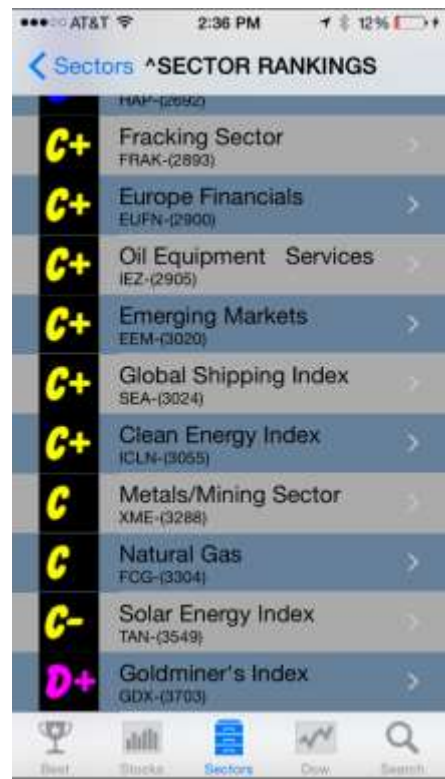 AT&T 2:36 PM 12%
Sectors ^SECTOR RANKINGS
HAP-(2692)
C+ Fracking Sector
FRAK-(2893)
C+ Europe Financials
EUFN-(2900)
C+ Oil Equipment Services
IEZ-(2905)
C+ Emerging Markets
EEM-(3020)
C+ Global Shipping Index
SEA-(3024)
C+ Clean Energy Index
ICLN-(3055)
C Metals/Mining Sector
XME-(3288)
C Natural Gas
FCG-(3304)
C- Solar Energy Index
TAN-(3549)
D+ Goldminer's Index
GDX-(3703)
Best Stocks Sectors Dow Search